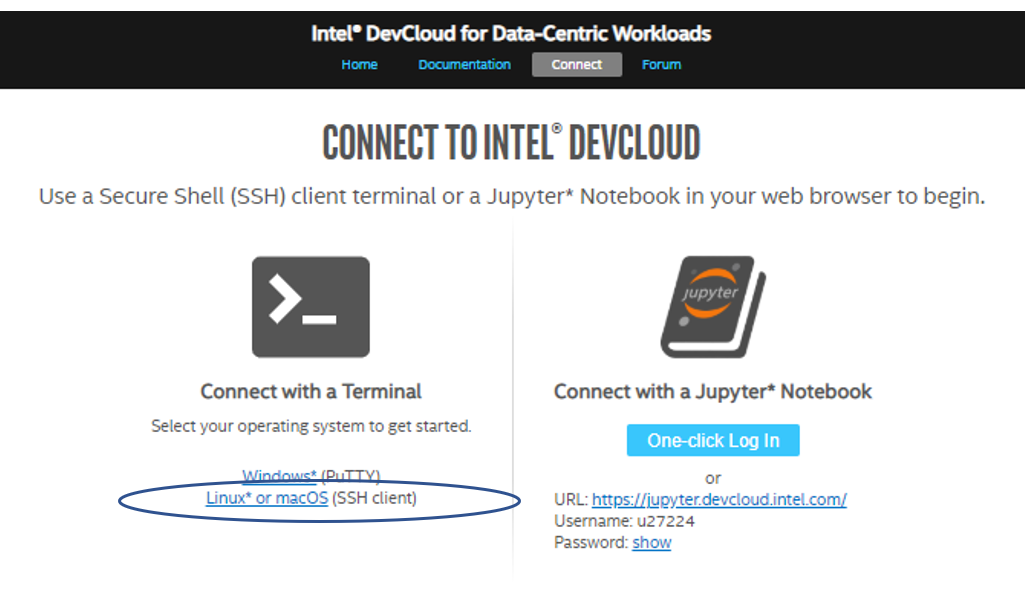 Intel® DevCloud for Data-Centric Workloads
Home Documentation Connect Forum
CONNECT TO INTEL® DEVCLOUD
Use a Secure Shell (SSH) client terminal or a Jupyter* Notebook in your web browser to begin.
>_
Connect with a Terminal
Select your operating system to get started.
Windows* (PuTTY)
Linux* or macOS (SSH client)
Jupyter
Connect with a Jupyter* Notebook
One-click Log In
or
URL: https://jupyter.devcloud.intel.com/
Username: u27224
Password: show